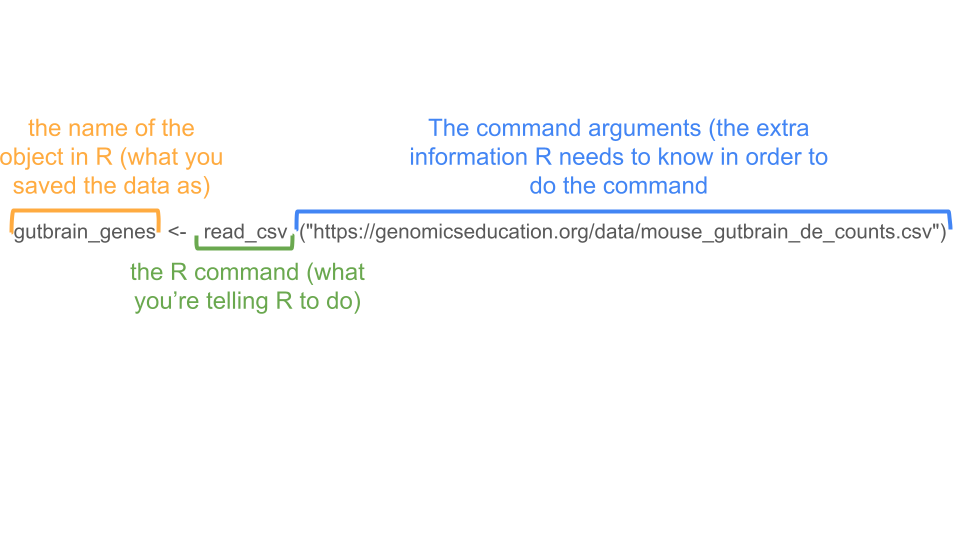 the name of the
object in R (what you
saved the data as)
The command arguments (the extra
information R needs to know in order to
do the command
gutbrain_genes <- read_csv ("https://genomicseducation.org/data/mouse_gutbrain_de_counts.csv")
the R command (what
you’re telling R to do)